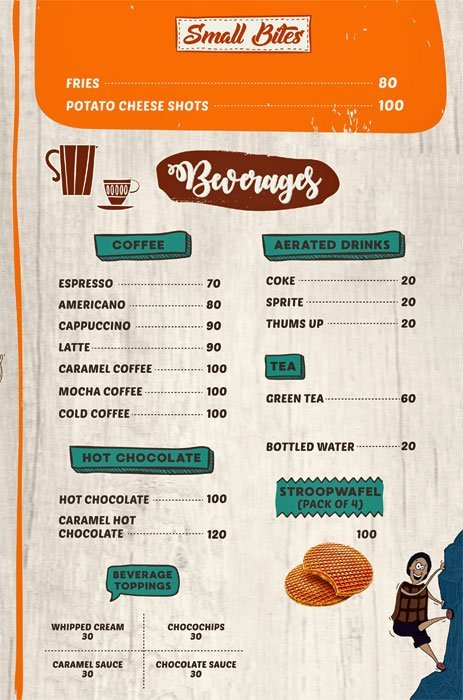 Small Bites
FRIES 80
POTATO CHEESE SHOTS 100
Beverages
COFFEE
ESPRESSO 70
AMERICANO 80
CAPPUCCINO 90
LATTE 90
CARAMEL COFFEE 100
MOCHA COFFEE 100
COLD COFFEE 100
HOT CHOCOLATE
HOT CHOCOLATE 100
CARAMEL HOT
CHOCOLATE 120
BEVERAGE
TOPPINGS
WHIPPED CREAM
30
CHOCOCHIPS
30
CARAMEL SAUCE
30
CHOCOLATE SAUCE
30
AERATED DRINKS
COKE 20
SPRITE 20
THUMS UP 20
TEA
GREEN TEA 60
BOTTLED WATER 20
STROOPWAFEL
(PACK OF 4)
100